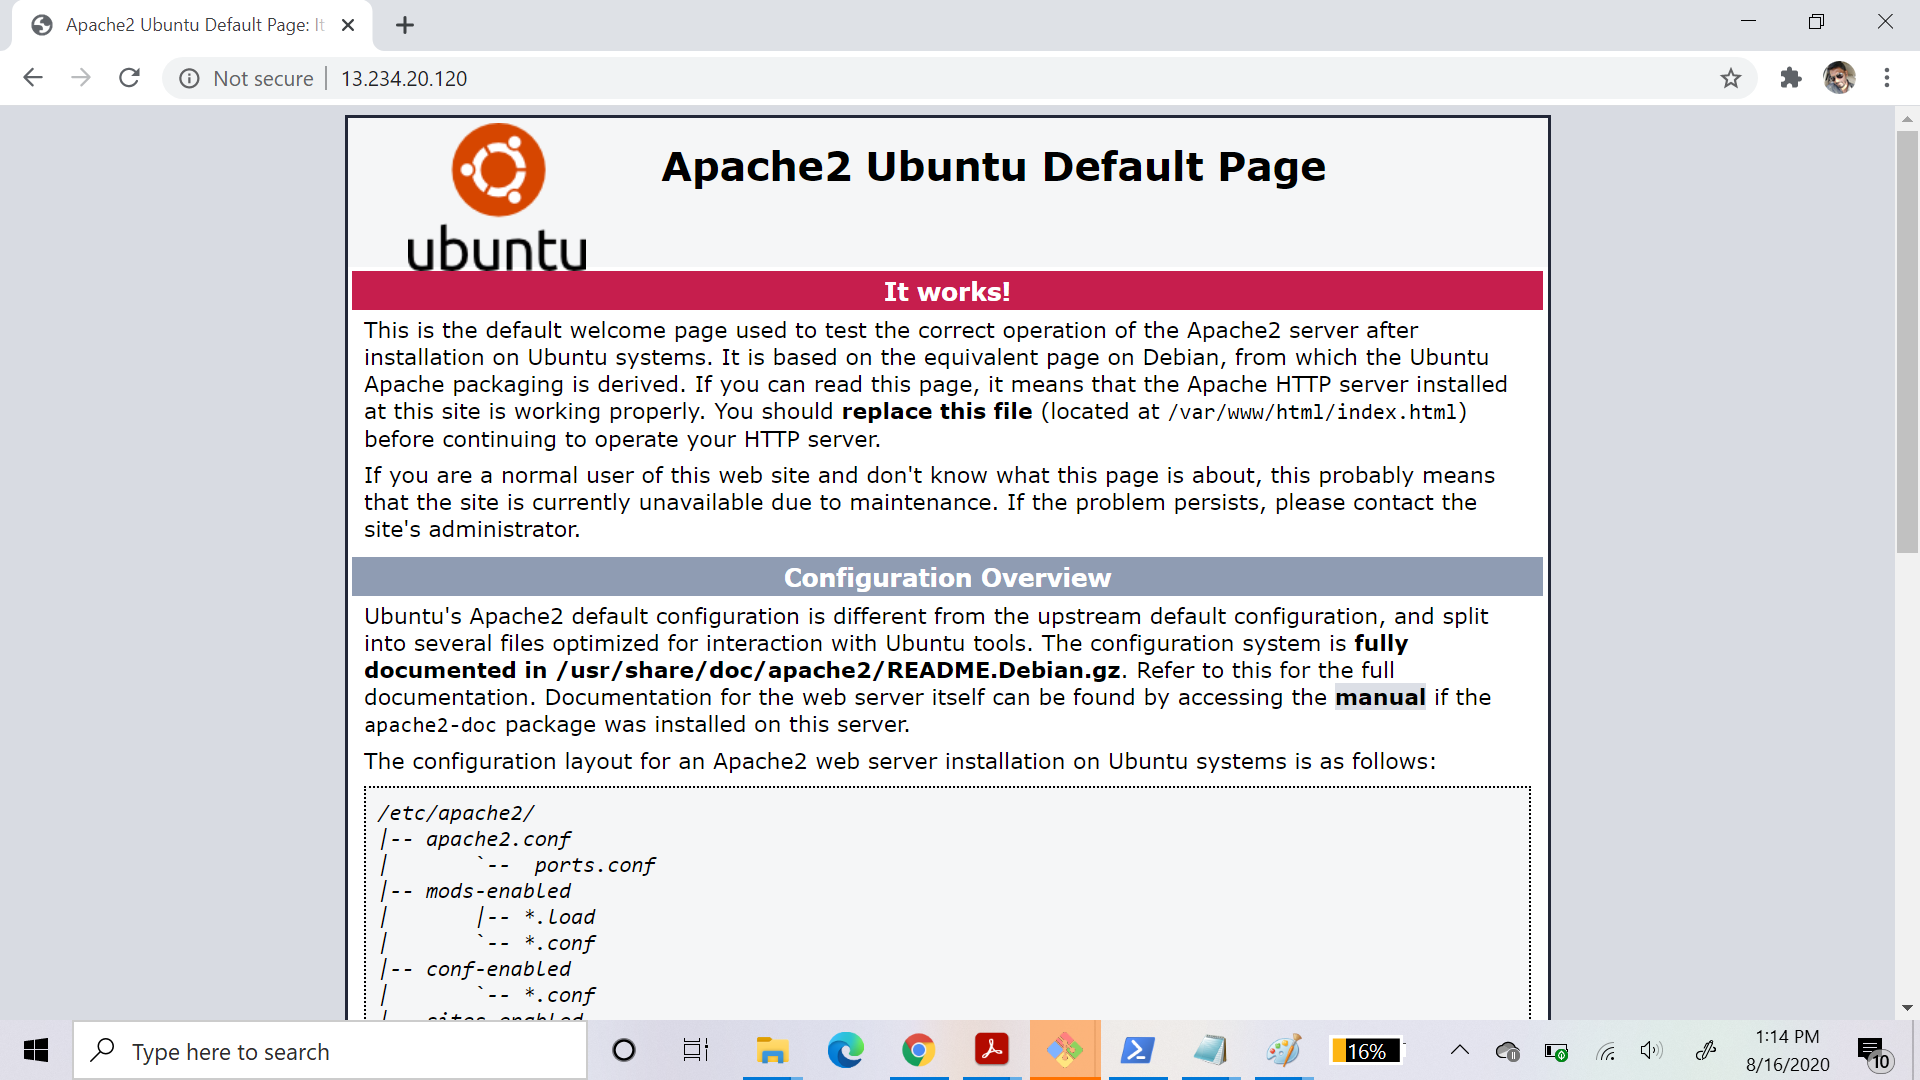 Apache2 Ubuntu Default Page: It
Not secure | 13.234.20.120
ubuntu
Apache2 Ubuntu Default Page
It works!
This is the default welcome page used to test the correct operation of the Apache2 server after
installation on Ubuntu systems. It is based on the equivalent page on Debian, from which the Ubuntu
Apache packaging is derived. If you can read this page, it means that the Apache HTTP server installed
at this site is working properly. You should replace this file (located at /var/www/html/index.html)
before continuing to operate your HTTP server.
If you are a normal user of this web site and don't know what this page is about, this probably means
that the site is currently unavailable due to maintenance. If the problem persists, please contact the
site's administrator.
Configuration Overview
Ubuntu's Apache2 default configuration is different from the upstream default configuration, and split
into several files optimized for interaction with Ubuntu tools. The configuration system is fully
documented in /usr/share/doc/apache2/README.Debian.gz. Refer to this for the full
documentation. Documentation for the web server itself can be found by accessing the manual if the
apache2-doc package was installed on this server.
The configuration layout for an Apache2 web server installation on Ubuntu systems is as follows:
/etc/apache2/
|-- apache2.conf
|       `--  ports.conf
|-- mods-enabled
|       |-- *.load
|       `-- *.conf
|-- conf-enabled
|       `-- *.conf
|-- sites-enabled
Type here to search
16%
1:14 PM
8/16/2020
10